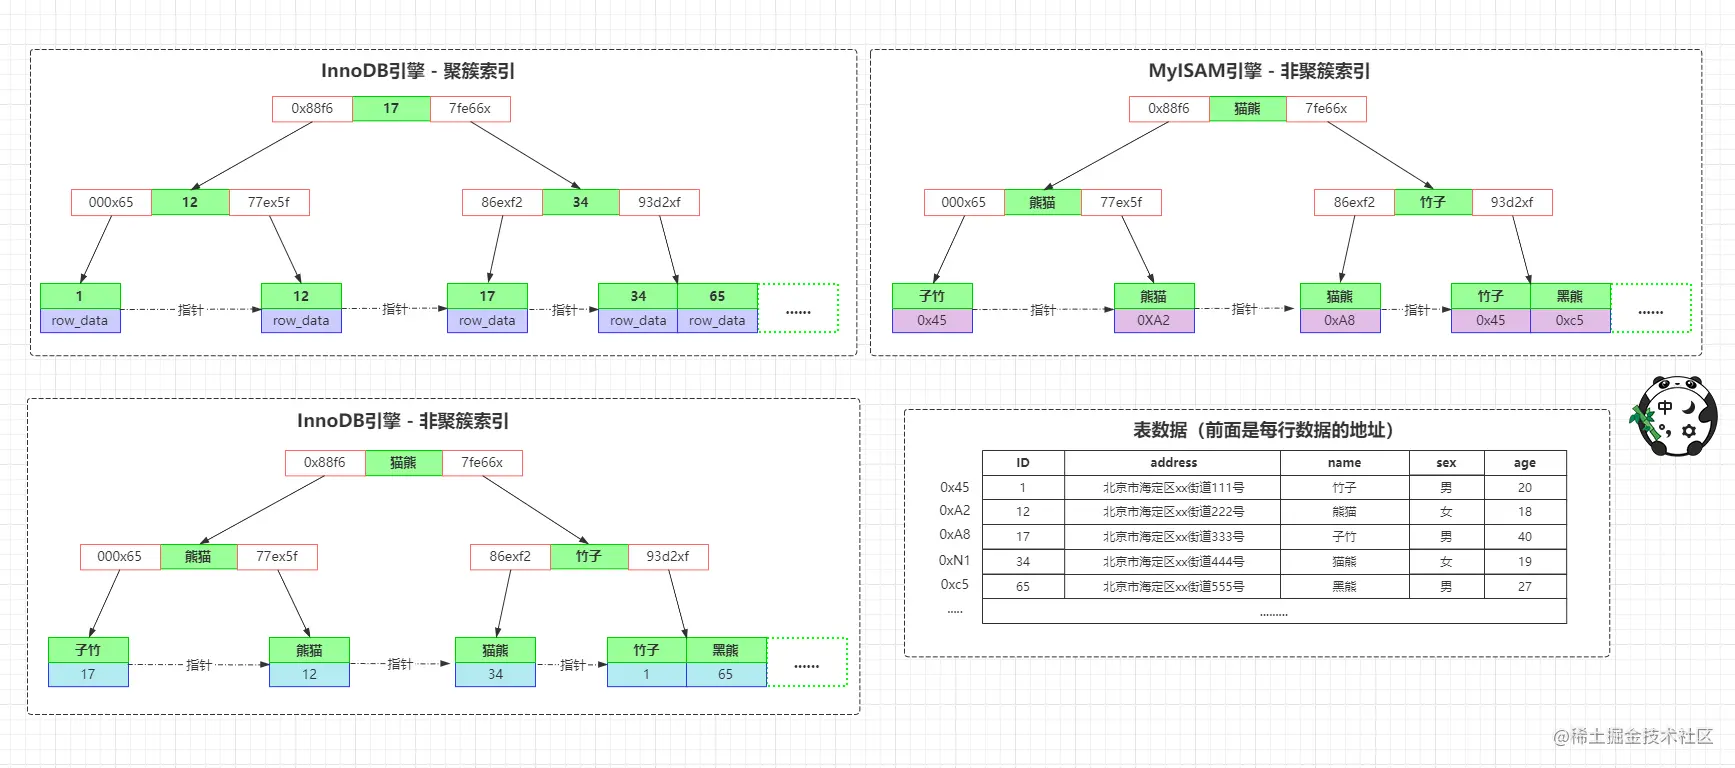 InnoDB引擎 - 聚簇索引
0x88f6 17 7fe66x
000x65 12 77ex5f 86exf2 34 93d2xf
1 12 17 34 65
指针 指针 指针 ......
row_data row_data row_data row_data row_data
MyISAM引擎 - 非聚簇索引
0x88f6 猫熊 7fe66x
000x65 熊猫 77ex5f 86exf2 竹子 93d2xf
子竹 熊猫 猫熊 竹子 黑熊
指针 指针 指针 ......
0x45 0XA2 0xA8 0x45 0xc5
InnoDB引擎 - 非聚簇索引
0x88f6 猫熊 7fe66x
000x65 熊猫 77ex5f 86exf2 竹子 93d2xf
子竹 熊猫 猫熊 竹子 黑熊
指针 指针 指针 ......
17 12 34 1 65
表数据（前面是每行数据的地址）
ID address name sex age
0x45 1 北京市海定区xx街道111号 竹子 男 20
0xA2 12 北京市海定区xx街道222号 熊猫 女 18
0xA8 17 北京市海定区xx街道333号 子竹 男 40
0xN1 34 北京市海定区xx街道444号 猫熊 女 19
0xc5 65 北京市海定区xx街道555号 黑熊 男 27
..... .........
中
@稀土掘金技术社区